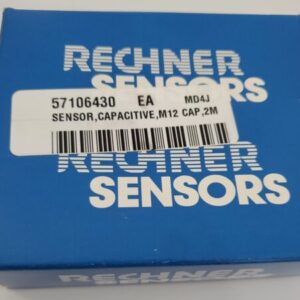 RECHNER
SENSORS
57106430 EA MD4J
SENSOR,CAPACITIVE,M12 CAP,2M
RECHNER
SENSORS